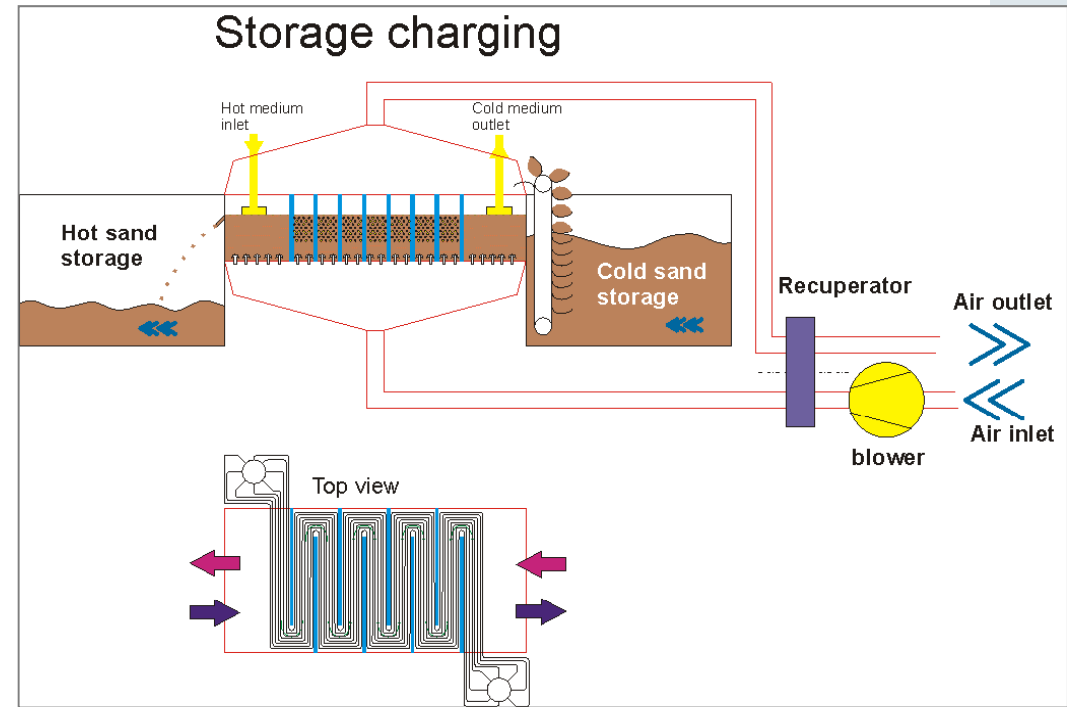 Storage charging
Hot medium
inlet
Cold medium
outlet
Hot sand
storage
Cold sand
storage
Recuperator
Air outlet
Air inlet
blower
Top view